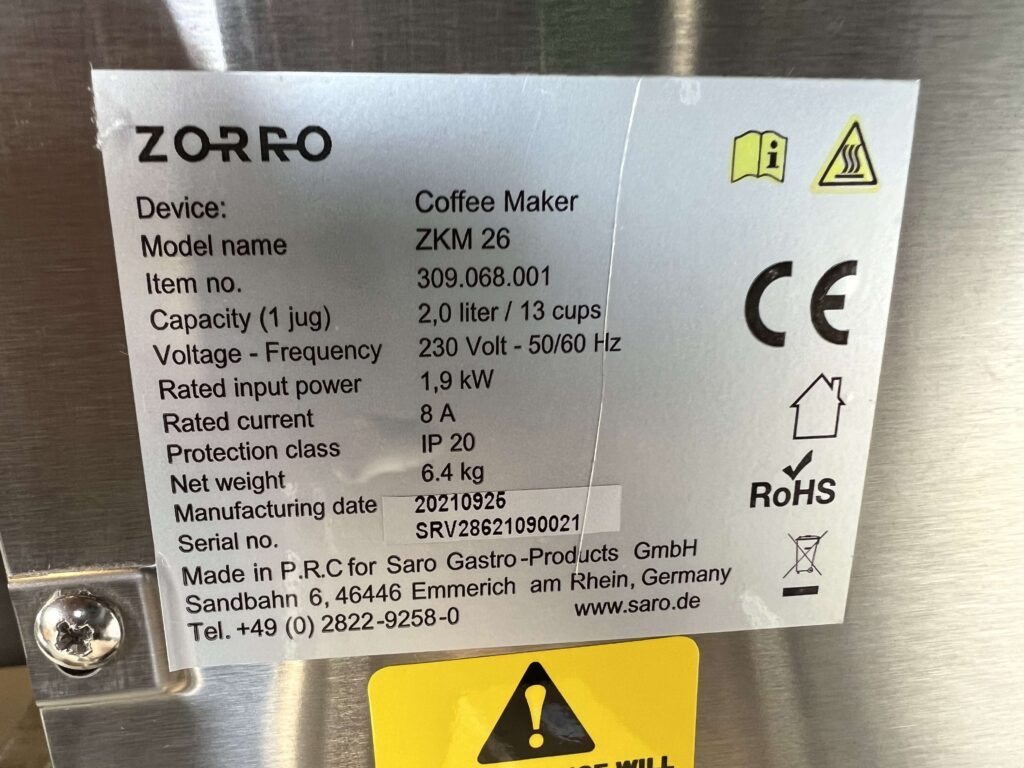 ZORRO
Device: Coffee Maker
Model name ZKM 26
Item no. 309.068.001
Capacity (1 jug) 2,0 liter / 13 cups
Voltage - Frequency 230 Volt - 50/60 Hz
Rated input power 1,9 kW
Rated current 8 A
Protection class IP 20
Net weight 6.4 kg
Manufacturing date 20210925
Serial no. SRV28621090021
Made in P.R.C for Saro Gastro-Products GmbH
Sandbahn 6, 46446 Emmerich am Rhein, Germany
Tel. +49 (0) 2822-9258-0 www.saro.de
i
CE
RoHS
WILL